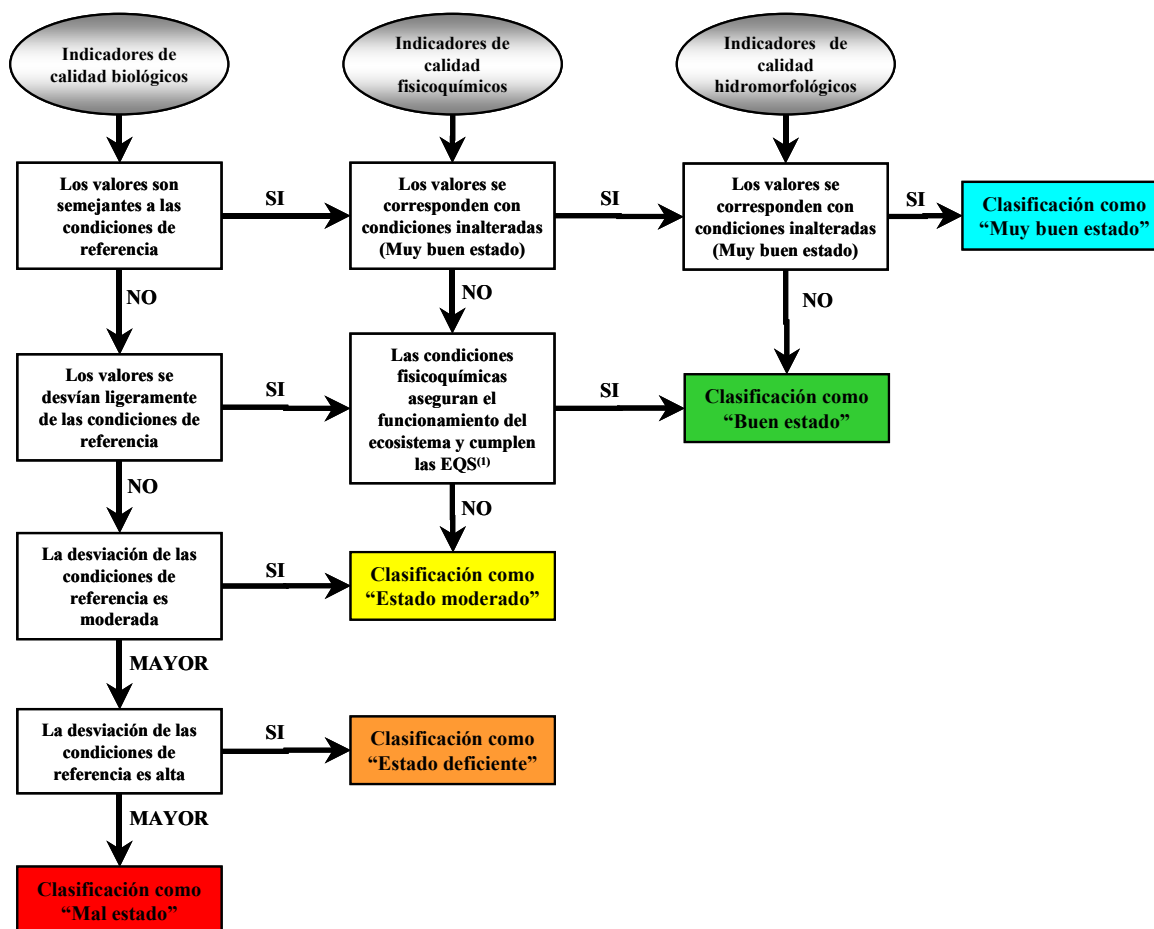 Indicadores de
calidad biológicos
Indicadores de
calidad
fisicoquímicos
Indicadores de
calidad
hidromorfológicos
Los valores son
semejantes a las
condiciones de
referencia
SI
Los valores se
corresponden con
condiciones inalteradas
(Muy buen estado)
SI
Los valores se
corresponden con
condiciones inalteradas
(Muy buen estado)
SI
Clasificación como
“Muy buen estado”
NO
NO
NO
Los valores se
desvían ligeramente
de las condiciones de
referencia
SI
Las condiciones
fisicoquímicas
aseguran el
funcionamiento del
ecosistema y cumplen
las EQS(1)
SI
Clasificación como
“Buen estado”
NO
NO
La desviación de las
condiciones de
referencia es
moderada
SI
Clasificación como
“Estado moderado”
MAYOR
La desviación de las
condiciones de
referencia es alta
SI
Clasificación como
“Estado deficiente”
MAYOR
Clasificación como
“Mal estado”